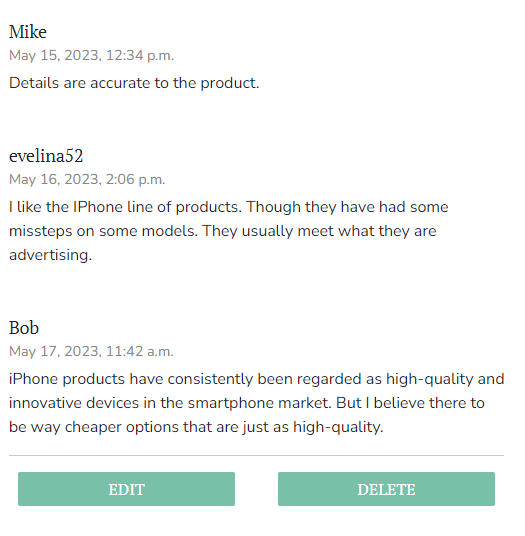 Mike
May 15, 2023, 12:34 p.m.
Details are accurate to the product.
evelina52
May 16, 2023, 2:06 p.m.
I like the IPhone line of products. Though they have had some
missteps on some models. They usually meet what they are
advertising.
Bob
May 17, 2023, 11:42 a.m.
iPhone products have consistently been regarded as high-quality and
innovative devices in the smartphone market. But I believe there to
be way cheaper options that are just as high-quality.
EDIT DELETE